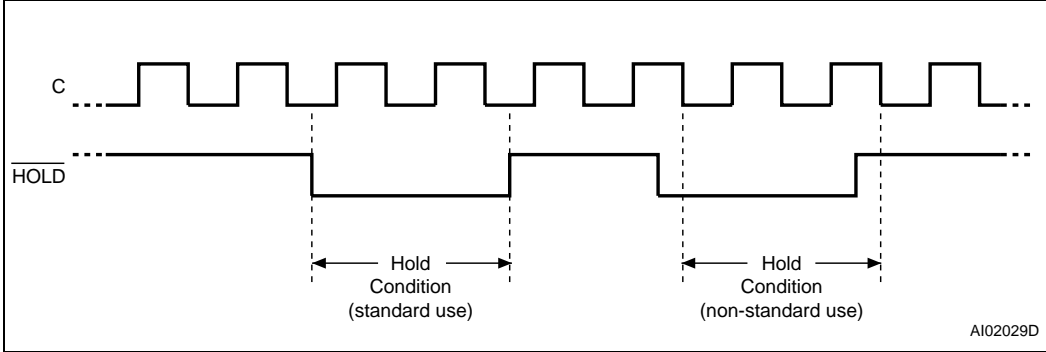 C
HOLD
Hold
Condition
(standard use)
Hold
Condition
(non-standard use)
AI02029D